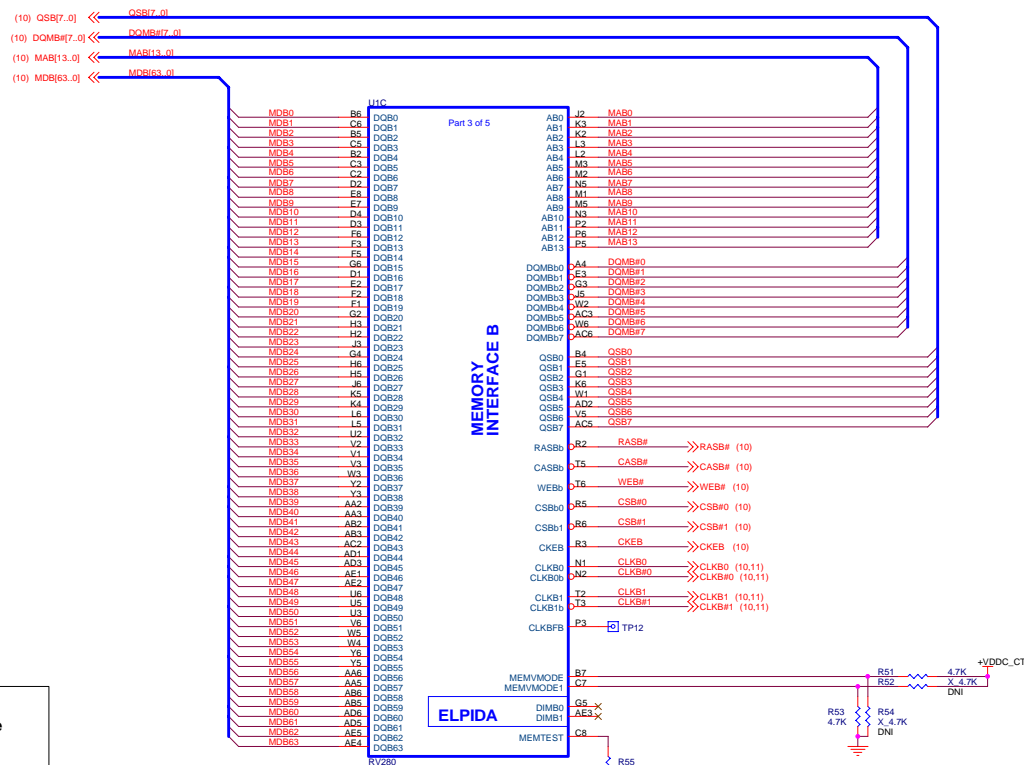 (10) QSB[7..0] QSB[7..0]
(10) DQMB#[7..0] DQMB#[7..0]
(10) MAB[13..0] MAB[13..0]
(10) MDB[63..0] MDB[63..0]
U1C
Part 3 of 5
MDB0 B6 DQB0
MDB1 C6 DQB1
MDB2 B5 DQB2
MDB3 C5 DQB3
MDB4 B2 DQB4
MDB5 C3 DQB5
MDB6 C2 DQB6
MDB7 D2 DQB7
MDB8 E8 DQB8
MDB9 E7 DQB9
MDB10 D4 DQB10
MDB11 D3 DQB11
MDB12 F6 DQB12
MDB13 F3 DQB13
MDB14 F5 DQB14
MDB15 G6 DQB15
MDB16 D1 DQB16
MDB17 E2 DQB17
MDB18 F2 DQB18
MDB19 F1 DQB19
MDB20 G2 DQB20
MDB21 H3 DQB21
MDB22 H2 DQB22
MDB23 J3 DQB23
MDB24 G4 DQB24
MDB25 H6 DQB25
MDB26 H5 DQB26
MDB27 J6 DQB27
MDB28 K5 DQB28
MDB29 K4 DQB29
MDB30 L6 DQB30
MDB31 L5 DQB31
MDB32 U2 DQB32
MDB33 V2 DQB33
MDB34 V1 DQB34
MDB35 V3 DQB35
MDB36 W3 DQB36
MDB37 Y2 DQB37
MDB38 Y3 DQB38
MDB39 AA2 DQB39
MDB40 AA3 DQB40
MDB41 AB2 DQB41
MDB42 AB3 DQB42
MDB43 AC2 DQB43
MDB44 AD1 DQB44
MDB45 AD3 DQB45
MDB46 AE1 DQB46
MDB47 AE2 DQB47
MDB48 U6 DQB48
MDB49 U5 DQB49
MDB50 U3 DQB50
MDB51 V6 DQB51
MDB52 W5 DQB52
MDB53 W4 DQB53
MDB54 Y6 DQB54
MDB55 Y5 DQB55
MDB56 AA6 DQB56
MDB57 AA5 DQB57
MDB58 AB6 DQB58
MDB59 AB5 DQB59
MDB60 AD6 DQB60
MDB61 AD5 DQB61
MDB62 AE5 DQB62
MDB63 AE4 DQB63
MEMORY
INTERFACE B
AB0 J2 MAB0
AB1 K3 MAB1
AB2 K2 MAB2
AB3 L3 MAB3
AB4 L2 MAB4
AB5 M3 MAB5
AB6 M2 MAB6
AB7 N5 MAB7
AB8 M1 MAB8
AB9 M5 MAB9
AB10 N3 MAB10
AB11 P2 MAB11
AB12 P6 MAB12
AB13 P5 MAB13
DQMBb0 A4 DQMB#0
DQMBb1 E3 DQMB#1
DQMBb2 G3 DQMB#2
DQMBb3 J5 DQMB#3
DQMBb4 W2 DQMB#4
DQMBb5 AC3 DQMB#5
DQMBb6 W6 DQMB#6
DQMBb7 AC6 DQMB#7
QSB0 B4 QSB0
QSB1 E5 QSB1
QSB2 G1 QSB2
QSB3 K6 QSB3
QSB4 W1 QSB4
QSB5 AD2 QSB5
QSB6 V5 QSB6
QSB7 AC5 QSB7
RASBb R2 RASB# RASB# (10)
CASBb T5 CASB# CASB# (10)
WEBb T6 WEB# WEB# (10)
CSBb0 R5 CSB#0 CSB#0 (10)
CSBb1 R6 CSB#1 CSB#1 (10)
CKEB R3 CKEB CKEB (10)
CLKB0 N1 CLKB0 CLKB0 (10,11)
CLKB0b N2 CLKB#0 CLKB#0 (10,11)
CLKB1 T2 CLKB1 CLKB1 (10,11)
CLKB1b T3 CLKB#1 CLKB#1 (10,11)
CLKBFB P3 TP12
+VDDC_CT
MEMVMODE B7 R51 4.7K
MEMVMODE1 C7 R52 X_4.7K
DNI
R53 R54
4.7K X_4.7K
DNI
ELPIDA
DIMB0 G5
DIMB1 AE3
MEMTEST C8
R55
RV280
e